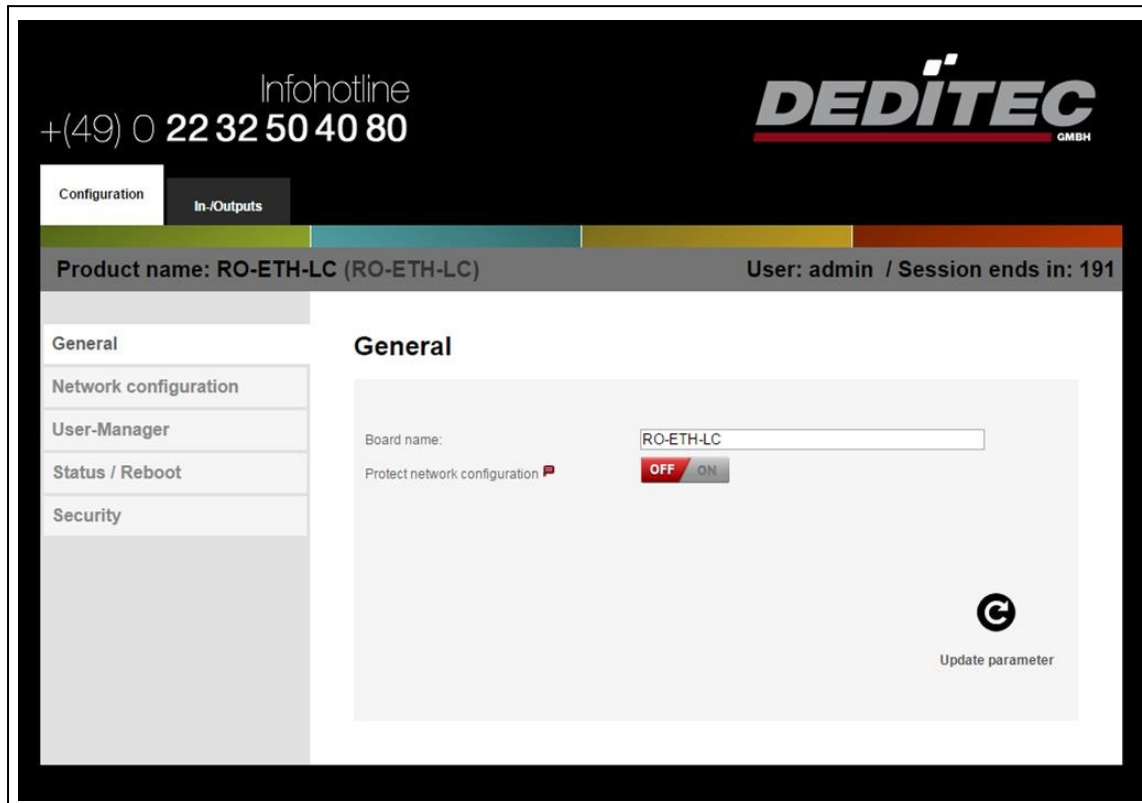 Infohotline
+(49) 0 22 32 50 40 80
DEDITEC
GMBH
Configuration
In-/Outputs
Product name: RO-ETH-LC (RO-ETH-LC)
User: admin / Session ends in: 191
General
Network configuration
User-Manager
Status / Reboot
Security
General
Board name:
RO-ETH-LC
Protect network configuration
OFF ON
Update parameter